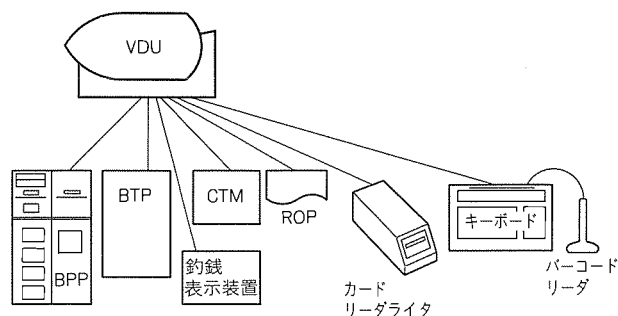 VDU
BPP
BTP
釣銭
表示装置
CTM
ROP
カード
リーダライタ
キーボード
バーコード
リーダ